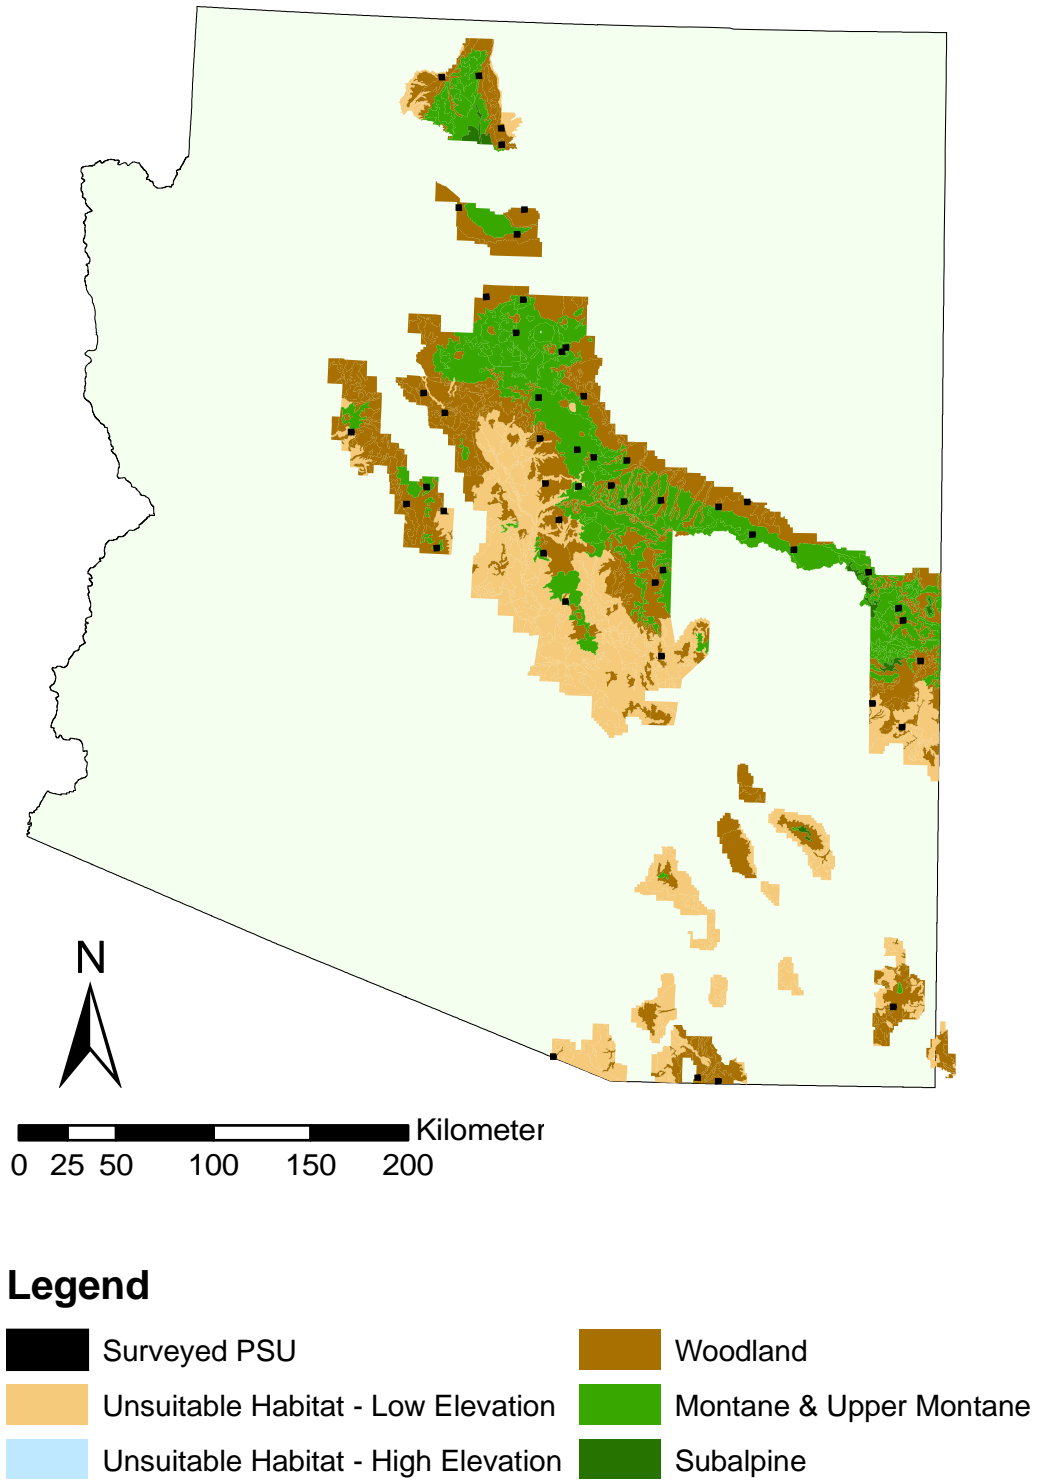 N
Kilometer
0 25 50 100 150 200
Legend
Surveyed PSU
Unsuitable Habitat - Low Elevation
Unsuitable Habitat - High Elevation
Woodland
Montane & Upper Montane
Subalpine